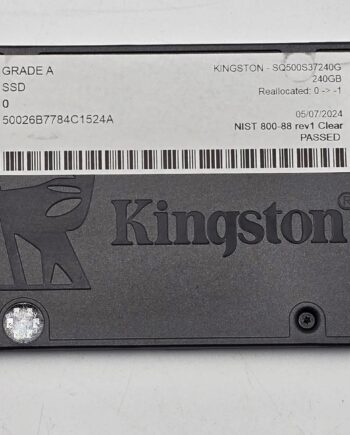 GRADE A
SSD
0
50026B7784C1524A
KINGSTON - SQ500S37240G
240GB
Reallocated: 0 -> -1
05/07/2024
NIST 800-88 rev1 Clear
PASSED
Kingston®